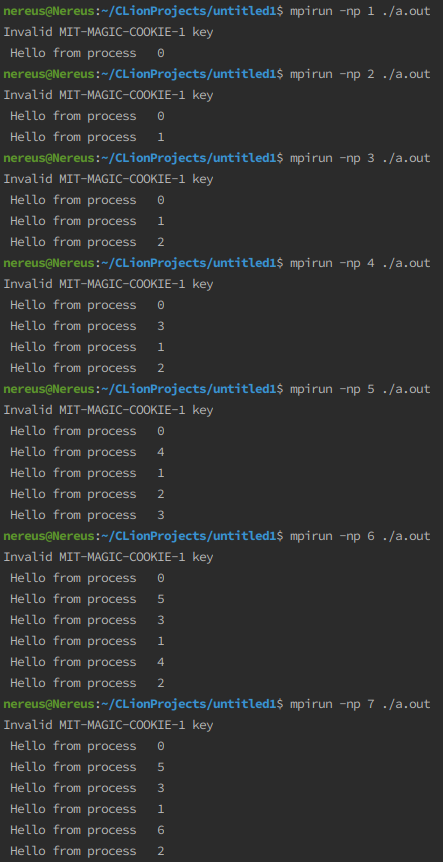 nereus@Nereus:~/CLionProjects/untitled1$ mpirun -np 1 ./a.out
Invalid MIT-MAGIC-COOKIE-1 key
 Hello from process   0
nereus@Nereus:~/CLionProjects/untitled1$ mpirun -np 2 ./a.out
Invalid MIT-MAGIC-COOKIE-1 key
 Hello from process   0
 Hello from process   1
nereus@Nereus:~/CLionProjects/untitled1$ mpirun -np 3 ./a.out
Invalid MIT-MAGIC-COOKIE-1 key
 Hello from process   0
 Hello from process   1
 Hello from process   2
nereus@Nereus:~/CLionProjects/untitled1$ mpirun -np 4 ./a.out
Invalid MIT-MAGIC-COOKIE-1 key
 Hello from process   0
 Hello from process   3
 Hello from process   1
 Hello from process   2
nereus@Nereus:~/CLionProjects/untitled1$ mpirun -np 5 ./a.out
Invalid MIT-MAGIC-COOKIE-1 key
 Hello from process   0
 Hello from process   4
 Hello from process   1
 Hello from process   2
 Hello from process   3
nereus@Nereus:~/CLionProjects/untitled1$ mpirun -np 6 ./a.out
Invalid MIT-MAGIC-COOKIE-1 key
 Hello from process   0
 Hello from process   5
 Hello from process   3
 Hello from process   1
 Hello from process   4
 Hello from process   2
nereus@Nereus:~/CLionProjects/untitled1$ mpirun -np 7 ./a.out
Invalid MIT-MAGIC-COOKIE-1 key
 Hello from process   0
 Hello from process   5
 Hello from process   3
 Hello from process   1
 Hello from process   6
 Hello from process   2